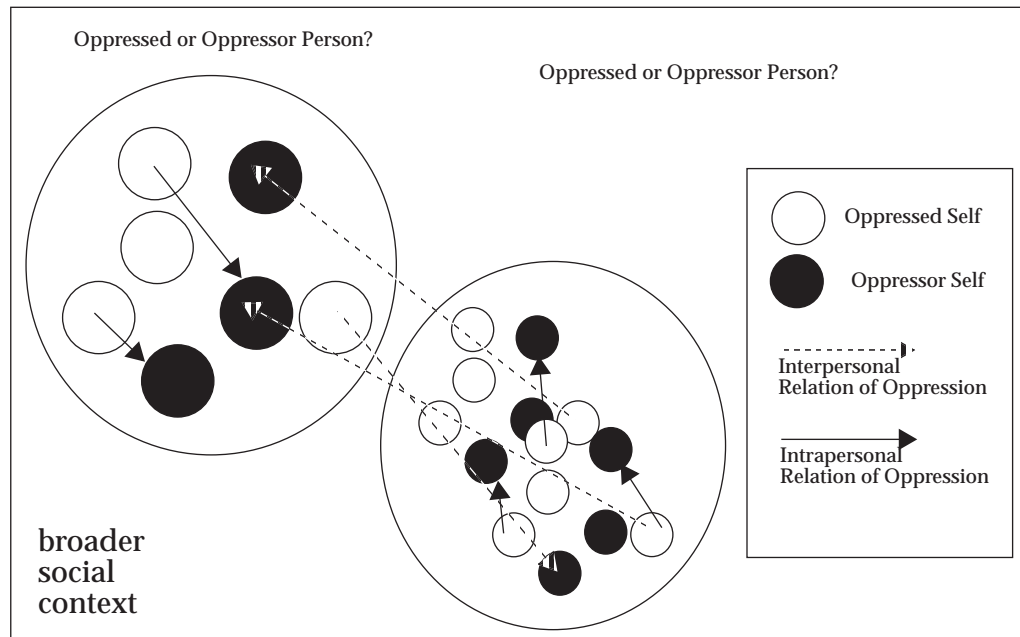 Oppressed or Oppressor Person?
Oppressed or Oppressor Person?
Oppressed Self
Oppressor Self
Interpersonal
Relation of Oppression
Intrapersonal
Relation of Oppression
broader
social
context